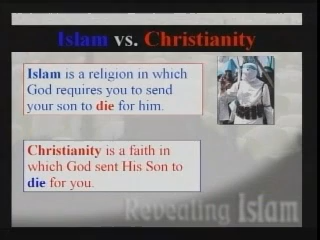 Islam vs. Christianity
Islam is a religion in which
God requires you to send
your son to die for him.
Christianity is a faith in
which God sent His Son to
die for you.
Revealing Islam